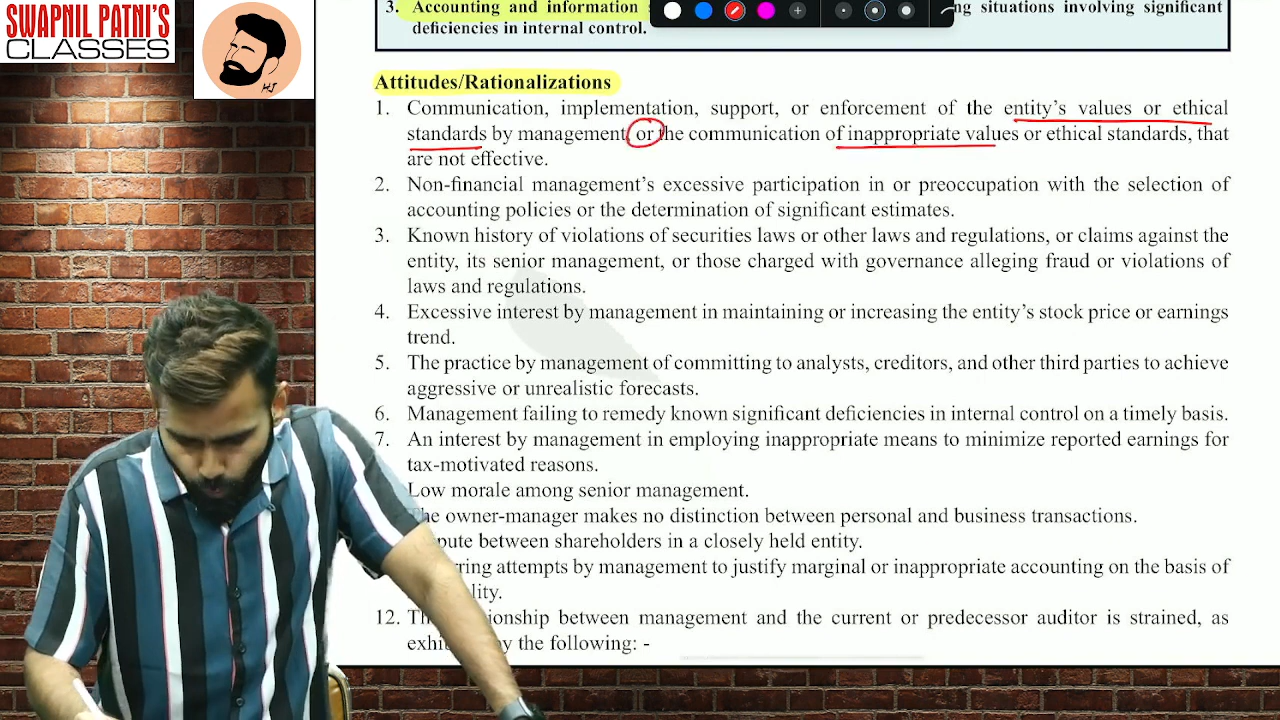 SWAPNIL PATNI'S
CLASSES
3. Accounting and information ng situations involving significant
deficiencies in internal control.
Attitudes/Rationalizations
1. Communication, implementation, support, or enforcement of the entity's values or ethical
standards by management or the communication of inappropriate values or ethical standards, that
are not effective.
2. Non-financial management's excessive participation in or preoccupation with the selection of
accounting policies or the determination of significant estimates.
3. Known history of violations of securities laws or other laws and regulations, or claims against the
entity, its senior management, or those charged with governance alleging fraud or violations of
laws and regulations.
4. Excessive interest by management in maintaining or increasing the entity's stock price or earnings
trend.
5. The practice by management of committing to analysts, creditors, and other third parties to achieve
aggressive or unrealistic forecasts.
6. Management failing to remedy known significant deficiencies in internal control on a timely basis.
7. An interest by management in employing inappropriate means to minimize reported earnings for
tax-motivated reasons.
Low morale among senior management.
he owner-manager makes no distinction between personal and business transactions.
pute between shareholders in a closely held entity.
ring attempts by management to justify marginal or inappropriate accounting on the basis of
lity.
12. Th ionship between management and the current or predecessor auditor is strained, as
exhi y the following: -